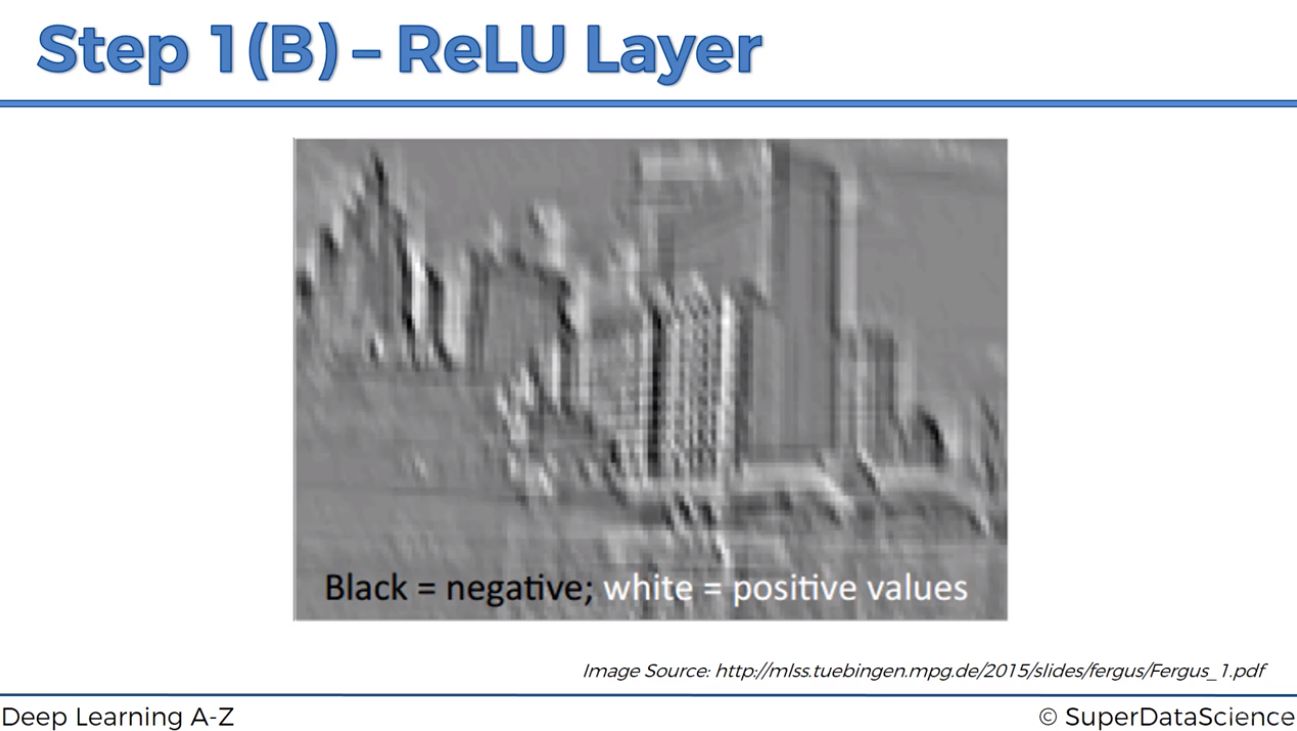 Step 1(B) – ReLU Layer
Black = negative; white = positive values
Image Source: http://mlss.tuebingen.mpg.de/2015/slides/fergus/Fergus_1.pdf
Deep Learning A-Z
© SuperDataScience